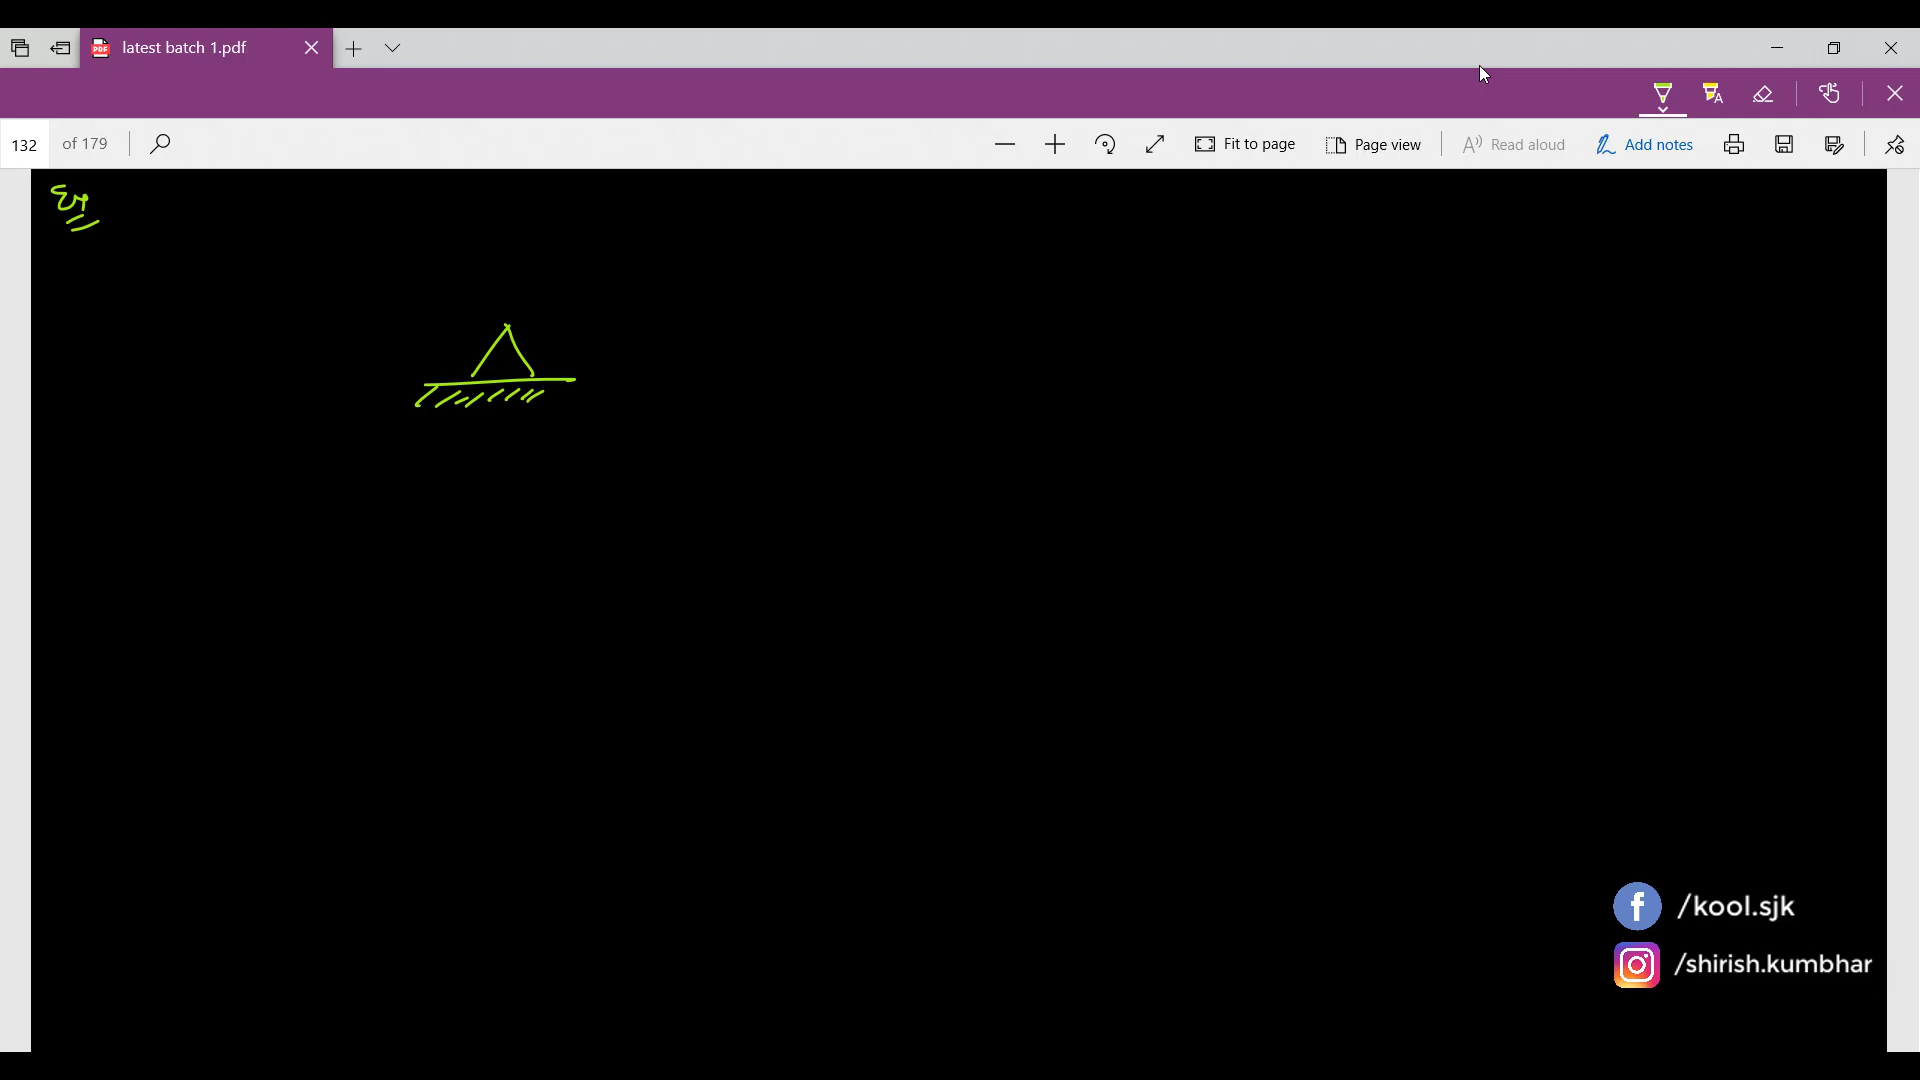 latest batch 1.pdf
132 of 179
Fit to page
Page view
Read aloud
Add notes
Ex
/kool.sjk
/shirish.kumbhar